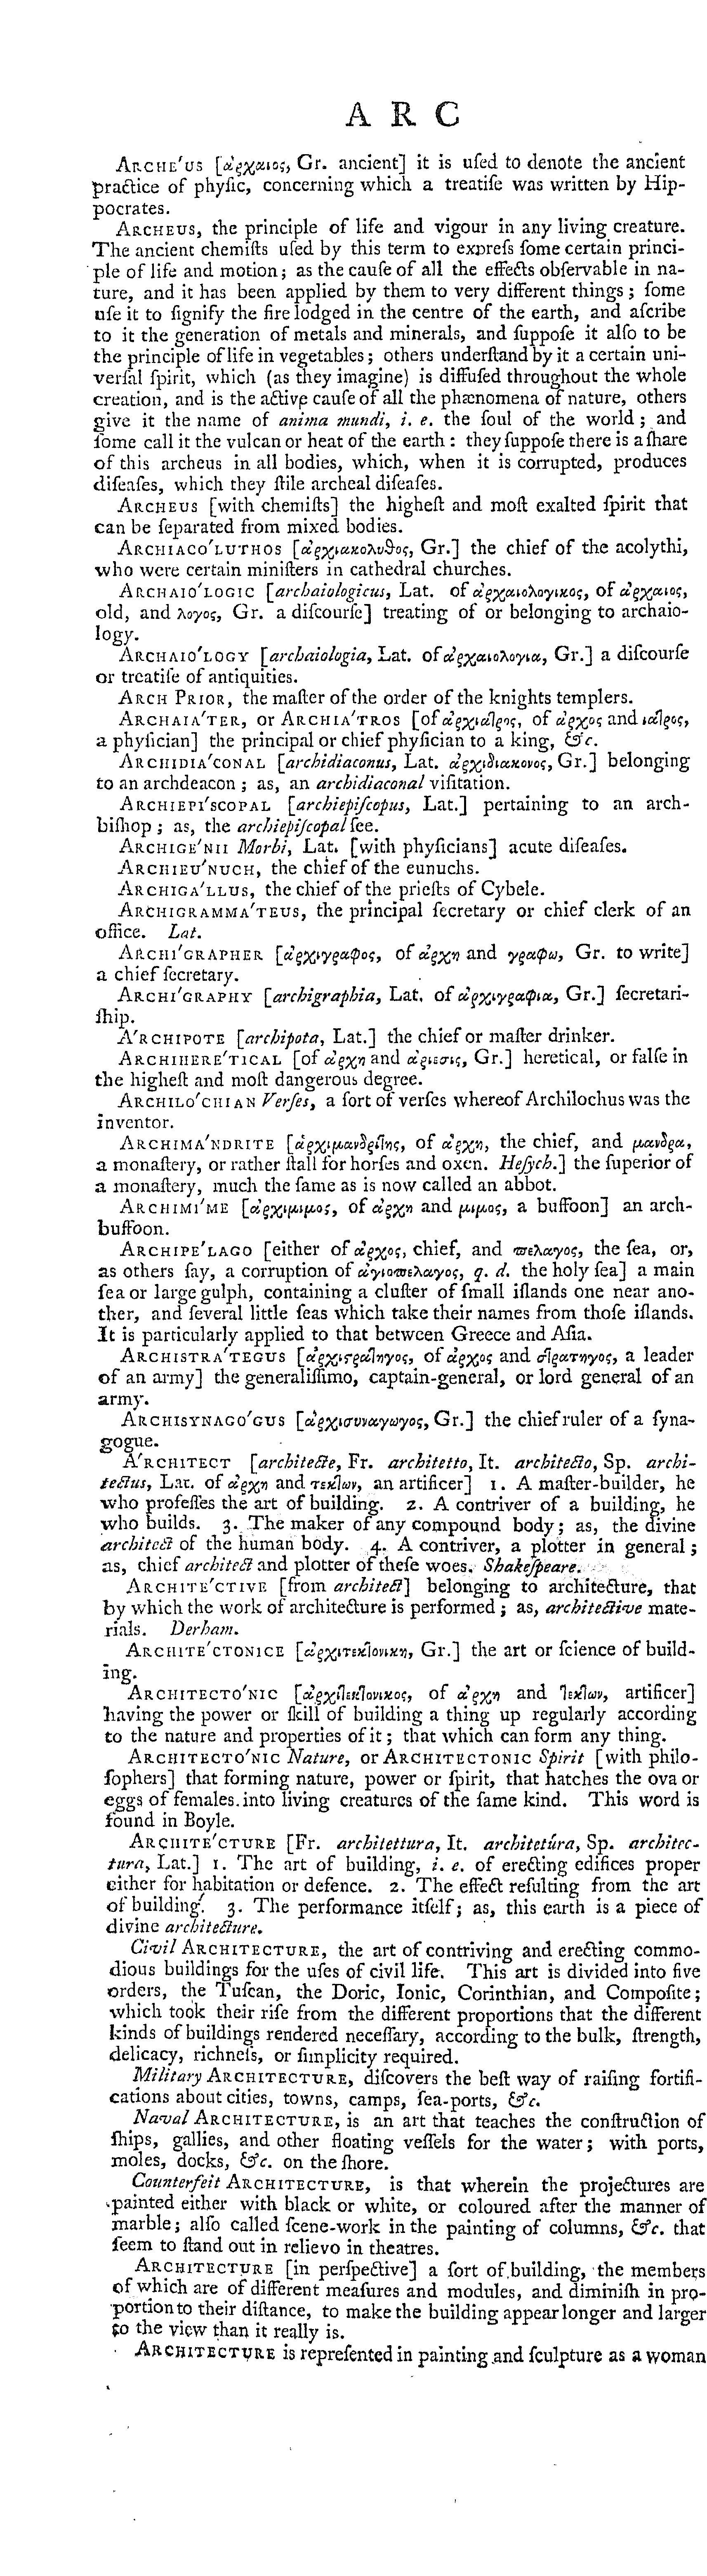 A R C
ARCHE′US [ἀρχαιος, Gr. ancient] it is uſed to denote the ancient
practice of phyſic, concerning which a treatiſe was written by Hip-
pocrates.
ARCHEUS, the principle of life and vigour in any living creature.
The ancient chemiſts uſed by this term to expreſs ſome certain princi-
ple of life and motion; as the cauſe of all the effects obſervable in na-
ture, and it has been applied by them to very different things; ſome
uſe it to ſignify the fire lodged in the centre of the earth, and aſcribe
to it the generation of metals and minerals, and ſuppoſe it alſo to be
the principle of life in vegetables; others underſtand by it a certain uni-
verſal ſpirit, which (as they imagine) is diffuſed throughout the whole
creation, and is the active cauſe of all the phænomena of nature, others
give it the name of anima mundi, i. e. the ſoul of the world; and
ſome call it the vulcan or heat of the earth: they ſuppoſe there is a ſhare
of this archeus in all bodies, which, when it is corrupted, produces
diſeaſes, which they ſtile archeal diſeaſes.
ARCHEUS [with chemiſts] the higheſt and moſt exalted ſpirit that
can be ſeparated from mixed bodies.
ARCHIACO′LUTHOS [ἀρχιακολυθος, Gr.] the chief of the acolythi,
who were certain miniſters in cathedral churches.
ARCHAIO′LOGIC [archaiologicus, Lat. of ἀρχαιολογικος, of ἀρχαιος,
old, and λογος, Gr. a diſcourſe] treating of or belonging to archaio-
logy.
ARCHAIO′LOGY [archaiologia, Lat. of ἀρχαιολογια, Gr.] a diſcourſe
or treatiſe of antiquities.
ARCH PRIOR, the maſter of the order of the knights templers.
ARCHAIA′TER, or ARCHIA′TROS [of ἀρχιατρης, of ἀρχος and ιατρος,
a phyſician] the principal or chief phyſician to a king, &c.
ARCHIDIA′CONAL [archidiaconus, Lat. ἀρχιδιακονος, Gr.] belonging
to an archdeacon; as, an archidiaconal viſitation.
ARCHIEPI′SCOPAL [archiepiſcopus, Lat.] pertaining to an arch-
biſhop; as, the archiepiſcopal ſee.
ARCHIGE′NII Morbi, Lat. [with phyſicians] acute diſeaſes.
ARCHIEU′NUCH, the chief of the eunuchs.
ARCHIGA′LLUS, the chief of the prieſts of Cybele.
ARCHIGRAMMA′TEUS, the principal ſecretary or chief clerk of an
office. Lat.
ARCHI′GRAPHER [ἀρχιγραφος, of ἀρχη and γραφω, Gr. to write]
a chief ſecretary.
ARCHI′GRAPHY [archigraphia, Lat. of ἀρχιγραφια, Gr.] ſecretari-
ſhip.
A′RCHIPOTE [archipota, Lat.] the chief or maſter drinker.
ARCHIHERE′TICAL [of ἀρχη and ἀριεσις, Gr.] heretical, or falſe in
the higheſt and moſt dangerous degree.
ARCHILO′CHIAN Verſes, a ſort of verſes whereof Archilochus was the
inventor.
ARCHIMA′NDRITE [ἀρχιμανδριτης, of ἀρχη, the chief, and μανδρα,
a monaſtery, or rather ſtall for horſes and oxen. Heſych.] the ſuperior of
a monaſtery, much the ſame as is now called an abbot.
ARCHIMI′ME [ἀρχιμιμος, of ἀρχη and μιμος, a buffoon] an arch-
buffoon.
ARCHIPE′LAGO [either of ἀρχος, chief, and πελαγος, the ſea, or,
as others ſay, a corruption of ἀγιοπελαγος, q. d. the holy ſea] a main
ſea or large gulph, containing a cluſter of ſmall iſlands one near ano-
ther, and ſeveral little ſeas which take their names from thoſe iſlands.
It is particularly applied to that between Greece and Aſia.
ARCHISTRA′TEGUS [ἀρχιϛρατηγος, of ἀρχος and στρατηγος, a leader
of an army] the generaliſſimo, captain-general, or lord general of an
army.
ARCHISYNAGO′GUS [ἀρχισυναγωγος, Gr.] the chief ruler of a ſyna-
gogue.
A′RCHITECT [architecte, Fr. architetto, It. architecto, Sp. archi-
tectus, Lat. of ἀρχη and τεκτων, an artificer] 1. A maſter-builder, he
who profeſſes the art of building. 2. A contriver of a building, he
who builds. 3. The maker of any compound body; as, the divine
architect of the human body. 4. A contriver, a plotter in general;
as, chief architect and plotter of theſe woes. Shakeſpeare.
ARCHITE′CTIVE [from architect] belonging to architecture, that
by which the work of architecture is performed; as, architective mate-
rials. Derham.
ARCHITE′CTONICE [ἀρχιτεκτονικη, Gr.] the art or ſcience of build-
ing.
ARCHITECTO′NIC [ἀρχιτεκτονικος, of ἀρχη and τεκτων, artificer]
having the power or ſkill of building a thing up regularly according
to the nature and properties of it; that which can form any thing.
ARCHITECTO′NIC Nature, or ARCHITECTONIC Spirit [with philo-
ſophers] that forming nature, power or ſpirit, that hatches the ova or
eggs of females into living creatures of the ſame kind. This word is
found in Boyle.
ARCHITE′CTURE [Fr. architettura, It. architetúra, Sp. architec-
tura, Lat.] 1. The art of building, i. e. of erecting edifices proper
either for habitation or defence. 2. The effect reſulting from the art
of building. 3. The performance itſelf; as, this earth is a piece of
divine architecture.
Civil ARCHITECTURE, the art of contriving and erecting commo-
dious buildings for the uſes of civil life. This art is divided into five
orders, the Tuſcan, the Doric, Ionic, Corinthian, and Compoſite;
which took their riſe from the different proportions that the different
kinds of buildings rendered neceſſary, according to the bulk, ſtrength,
delicacy, richneſs, or ſimplicity required.
Military ARCHITECTURE, diſcovers the beſt way of raiſing fortifi-
cations about cities, towns, camps, ſea-ports, &c.
Naval ARCHITECTURE, is an art that teaches the conſtruction of
ſhips, gallies, and other floating veſſels for the water; with ports,
moles, docks, &c. on the ſhore.
Counterfeit ARCHITECTURE, is that wherein the projectures are
painted either with black or white, or coloured after the manner of
marble; alſo called ſcene-work in the painting of columns, &c. that
ſeem to ſtand out in relievo in theatres.
ARCHITECTURE [in perſpective] a ſort of building, the members
of which are of different meaſures and modules, and diminiſh in pro-
portion to their diſtance, to make the building appear longer and larger
to the view than it really is.
ARCHITECTURE is repreſented in painting and ſculpture as a woman